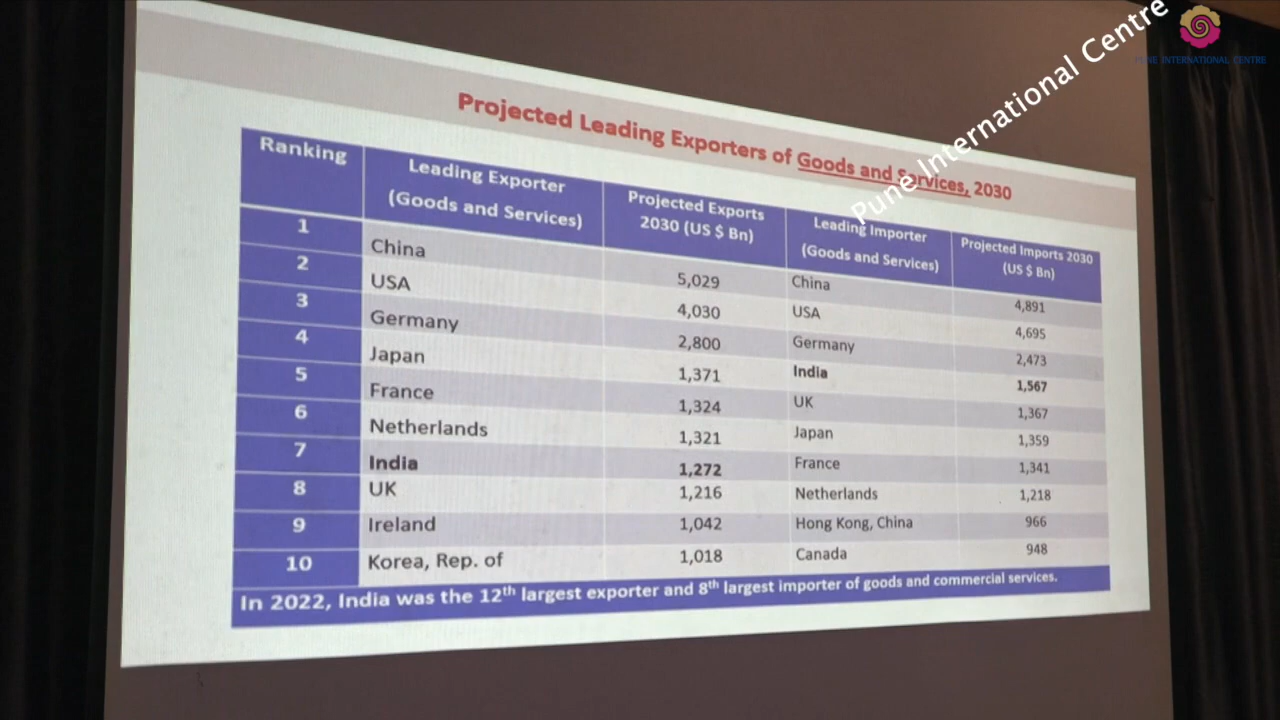 Pune International Centre
PUNE INTERNATIONAL CENTRE
Projected Leading Exporters of Goods and Services, 2030
Ranking Leading Exporter (Goods and Services) Projected Exports 2030 (US $ Bn) Leading Importer (Goods and Services) Projected Imports 2030 (US $ Bn)
1 China 5,029 China 4,891
2 USA 4,030 USA 4,695
3 Germany 2,800 Germany 2,473
4 Japan 1,371 India 1,567
5 France 1,324 UK 1,367
6 Netherlands 1,321 Japan 1,359
7 India 1,272 France 1,341
8 UK 1,216 Netherlands 1,218
9 Ireland 1,042 Hong Kong, China 966
10 Korea, Rep. of 1,018 Canada 948
In 2022, India was the 12th largest exporter and 8th largest importer of goods and commercial services.